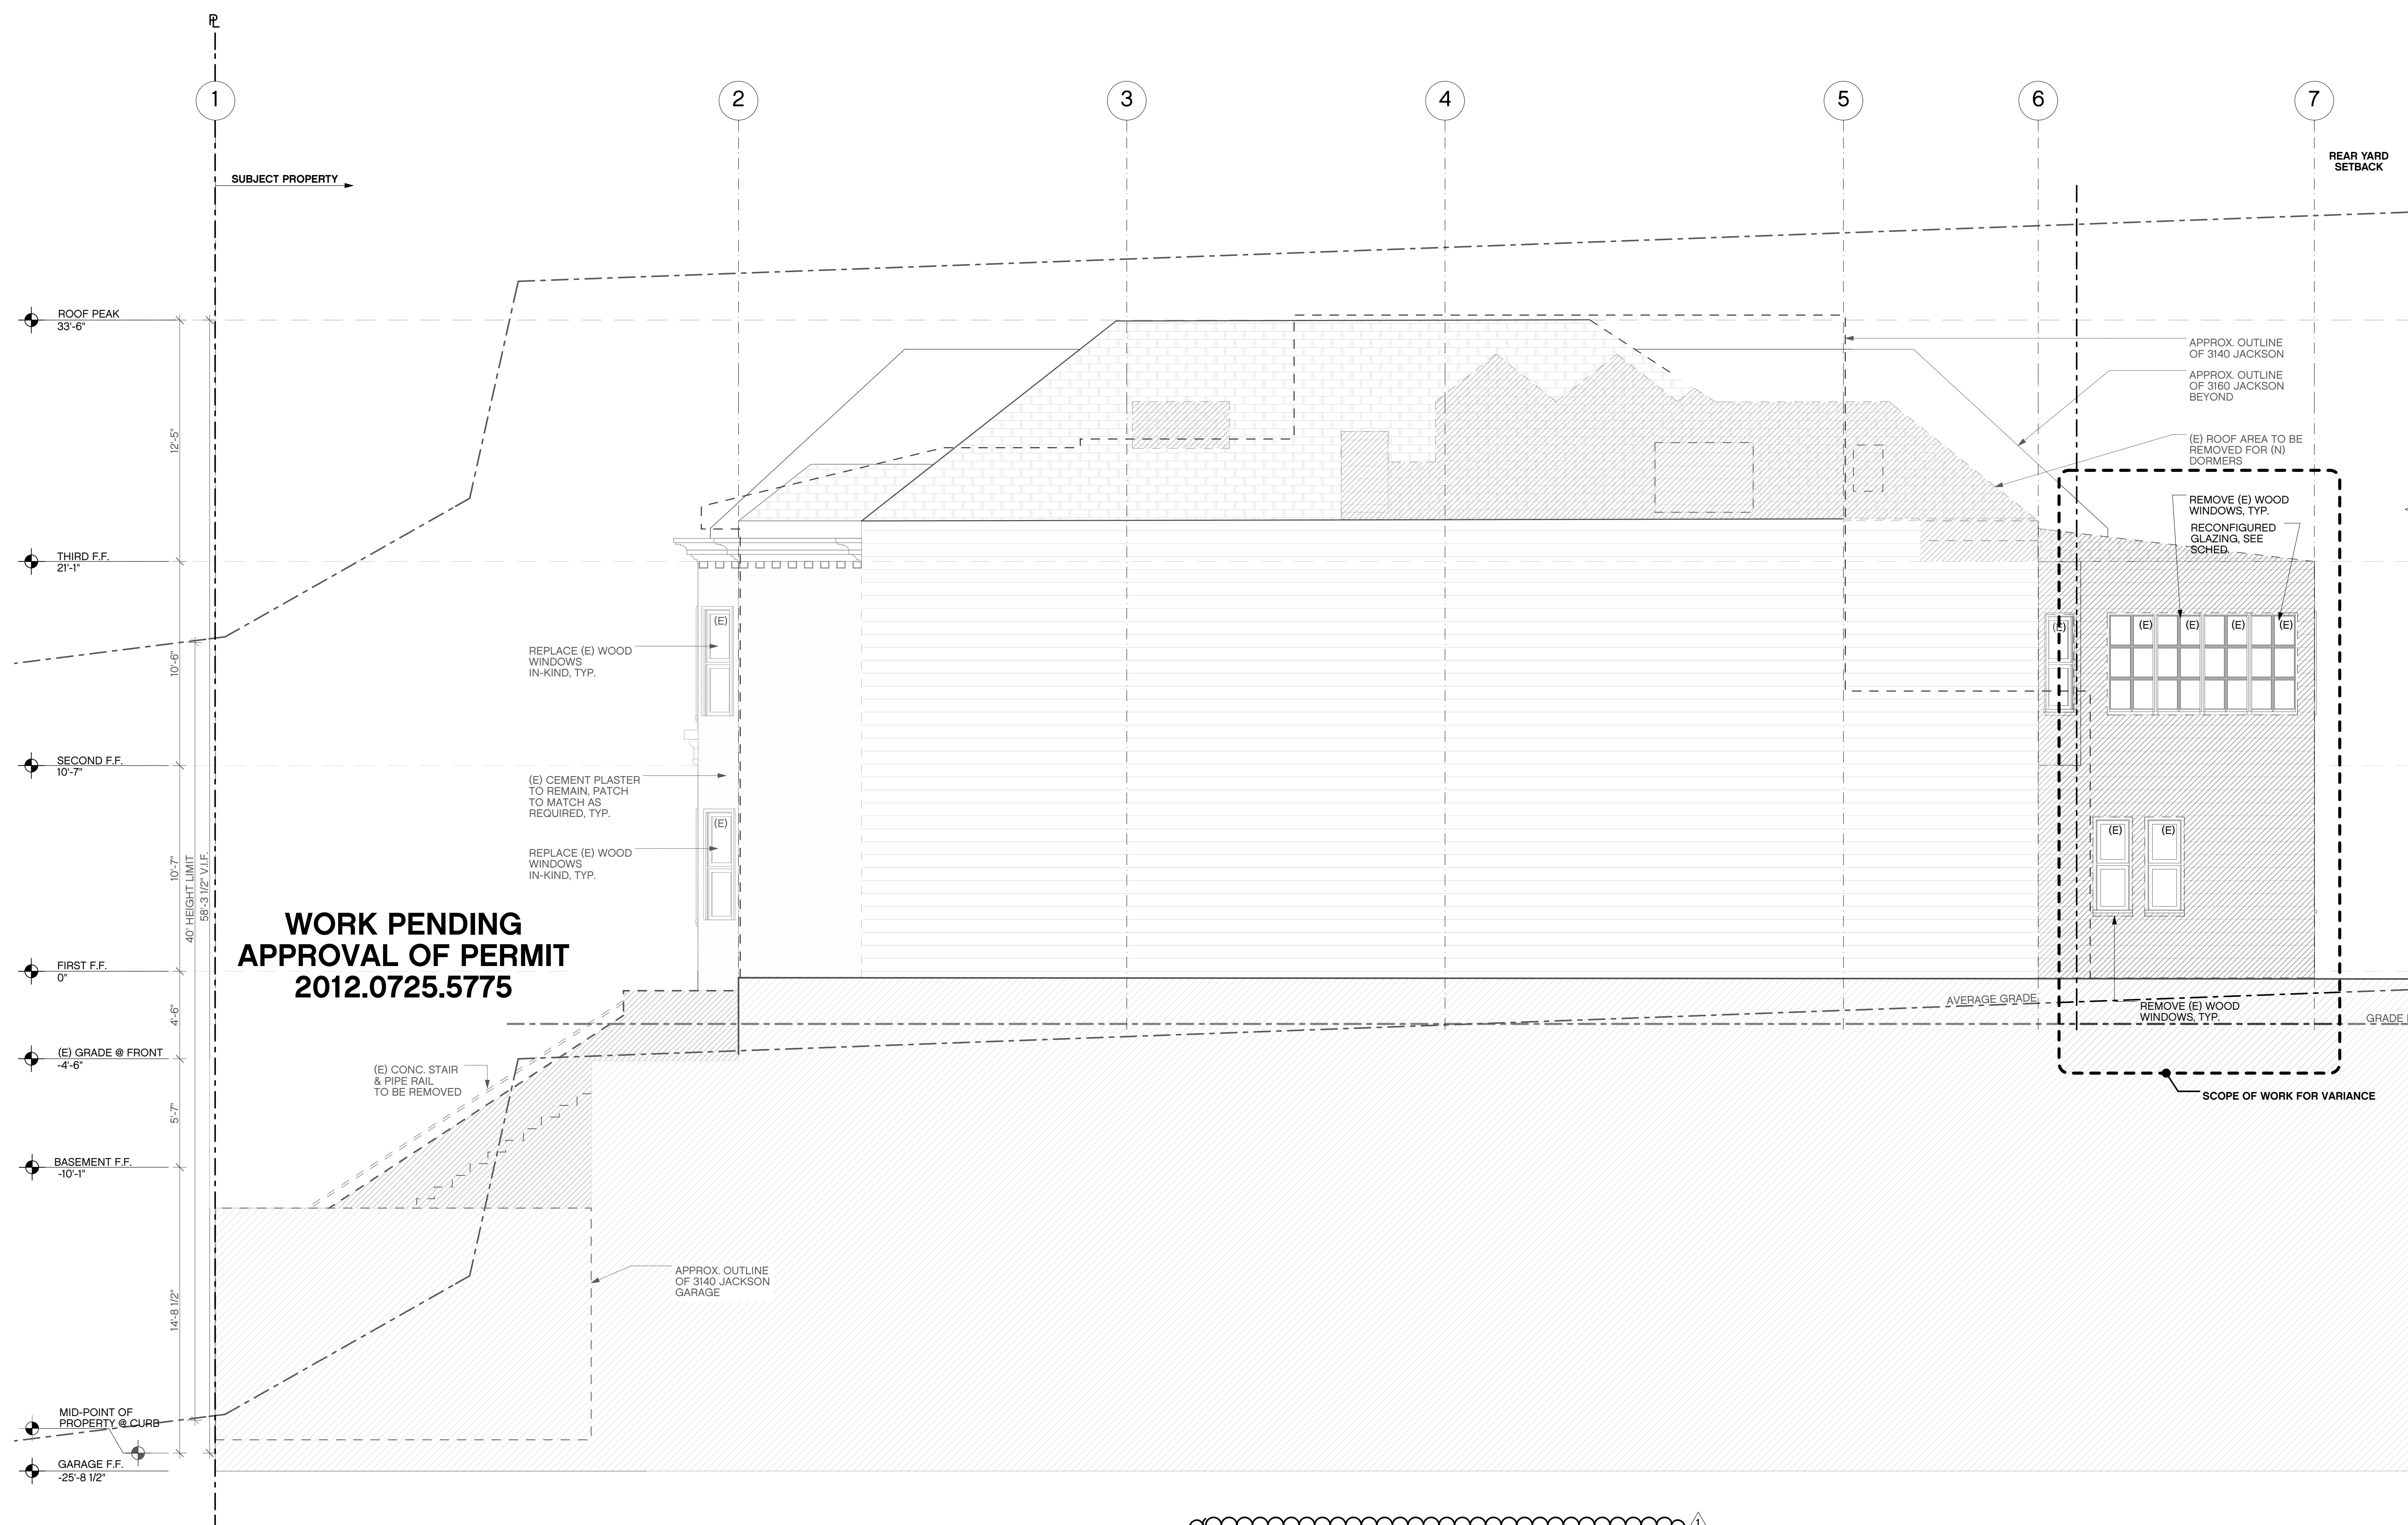 PL
1
2
3
4
5
6
7
SUBJECT PROPERTY
REAR YARD
SETBACK
ROOF PEAK
33'-6"
12'-5"
THIRD F.F.
21'-1"
10'-6"
SECOND F.F.
10'-7"
10'-7"
40' HEIGHT LIMIT
58'-3 1/2" V.I.F.
FIRST F.F.
0"
4'-6"
(E) GRADE @ FRONT
-4'-6"
5'-7"
BASEMENT F.F.
-10'-1"
14'-8 1/2"
MID-POINT OF
PROPERTY @ CURB
GARAGE F.F.
-25'-8 1/2"
WORK PENDING
APPROVAL OF PERMIT
2012.0725.5775
REPLACE (E) WOOD
WINDOWS
IN-KIND, TYP.
(E) CEMENT PLASTER
TO REMAIN, PATCH
TO MATCH AS
REQUIRED, TYP.
REPLACE (E) WOOD
WINDOWS
IN-KIND, TYP.
(E)
(E)
(E) CONC. STAIR
& PIPE RAIL
TO BE REMOVED
APPROX. OUTLINE
OF 3140 JACKSON
GARAGE
APPROX. OUTLINE
OF 3140 JACKSON
APPROX. OUTLINE
OF 3160 JACKSON
BEYOND
(E) ROOF AREA TO BE
REMOVED FOR (N)
DORMERS
REMOVE (E) WOOD
WINDOWS, TYP.
RECONFIGURED
GLAZING, SEE
SCHED.
(E)
(E)
(E)
(E)
(E)
(E)
(E)
AVERAGE GRADE
REMOVE (E) WOOD
WINDOWS, TYP.
GRADE
SCOPE OF WORK FOR VARIANCE
1